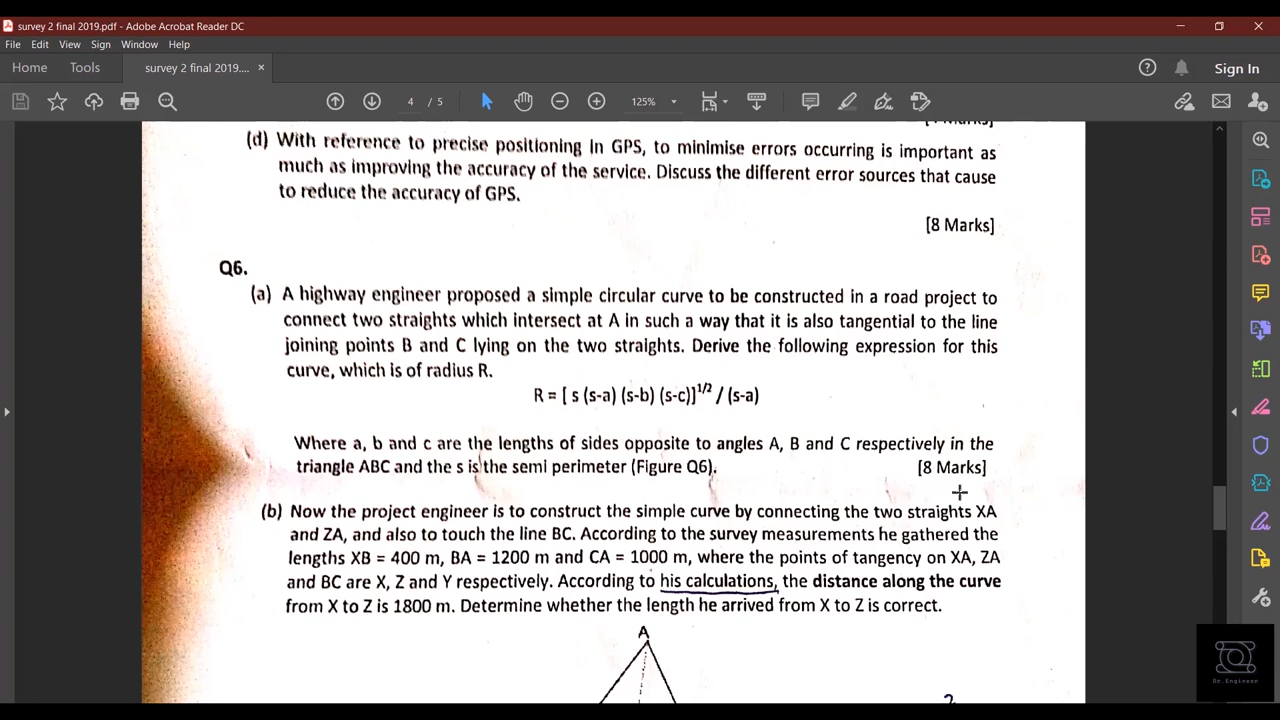 survey 2 final 2019.pdf - Adobe Acrobat Reader DC
File Edit View Sign Window Help
Home Tools survey 2 final 2019.... × Sign In
4 / 5 125%
(d) With reference to precise positioning in GPS, to minimise errors occurring is important as
much as improving the accuracy of the service. Discuss the different error sources that cause
to reduce the accuracy of GPS.
[8 Marks]
Q6.
(a) A highway engineer proposed a simple circular curve to be constructed in a road project to
connect two straights which intersect at A in such a way that it is also tangential to the line
joining points B and C lying on the two straights. Derive the following expression for this
curve, which is of radius R.
R = [ s (s-a) (s-b) (s-c)]^1/2 / (s-a)
Where a, b and c are the lengths of sides opposite to angles A, B and C respectively in the
triangle ABC and the s is the semi perimeter (Figure Q6). [8 Marks]
(b) Now the project engineer is to construct the simple curve by connecting the two straights XA
and ZA, and also to touch the line BC. According to the survey measurements he gathered the
lengths XB = 400 m, BA = 1200 m and CA = 1000 m, where the points of tangency on XA, ZA
and BC are X, Z and Y respectively. According to his calculations, the distance along the curve
from X to Z is 1800 m. Determine whether the length he arrived from X to Z is correct.
A
Dr.Engineer